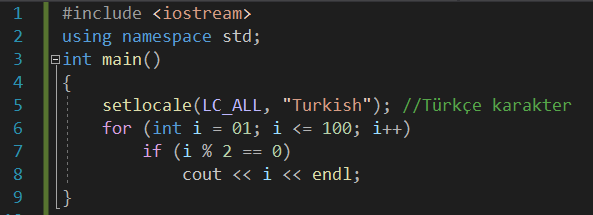 1 #include <iostream>
2 using namespace std;
3 int main()
4 {
5 setlocale(LC_ALL, "Turkish"); //Türkçe karakter
6 for (int i = 01; i <= 100; i++)
7 if (i % 2 == 0)
8 cout << i << endl;
9 }